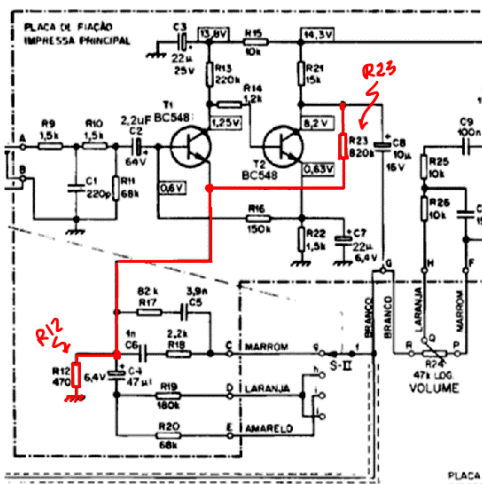 PLACA DE FIAÇÃO
IMPRESSA PRINCIPAL
C3
22µ
25V
13,8V
R15
10k
14,3V
R13
220k
R14
1,2k
R21
15k
R23
R9
1,5k
R10
1,5k
2,2µF
C2
64V
T1
BC548
1,25V
8,2V
R23
820k
C8
10µ
16V
C9
100n
A
B
C1
220p
R11
68k
0,6V
T2
BC548
0,63V
R25
10k
R26
10k
R16
150k
R22
1,5k
C7
22µ
6,4V
G
H
F
BRANCO
BRANCO
LARANJA
MARROM
82k
R17
3,9n
C5
R12
1n
C6
2,2k
R18
C
MARROM
g
f
S-II
R
Q
P
R24
47k LOG.
VOLUME
R12
470
6,4V
C4
47µ
R19
180k
D
LARANJA
h
i
j
R20
68k
E
AMARELO
PLACA